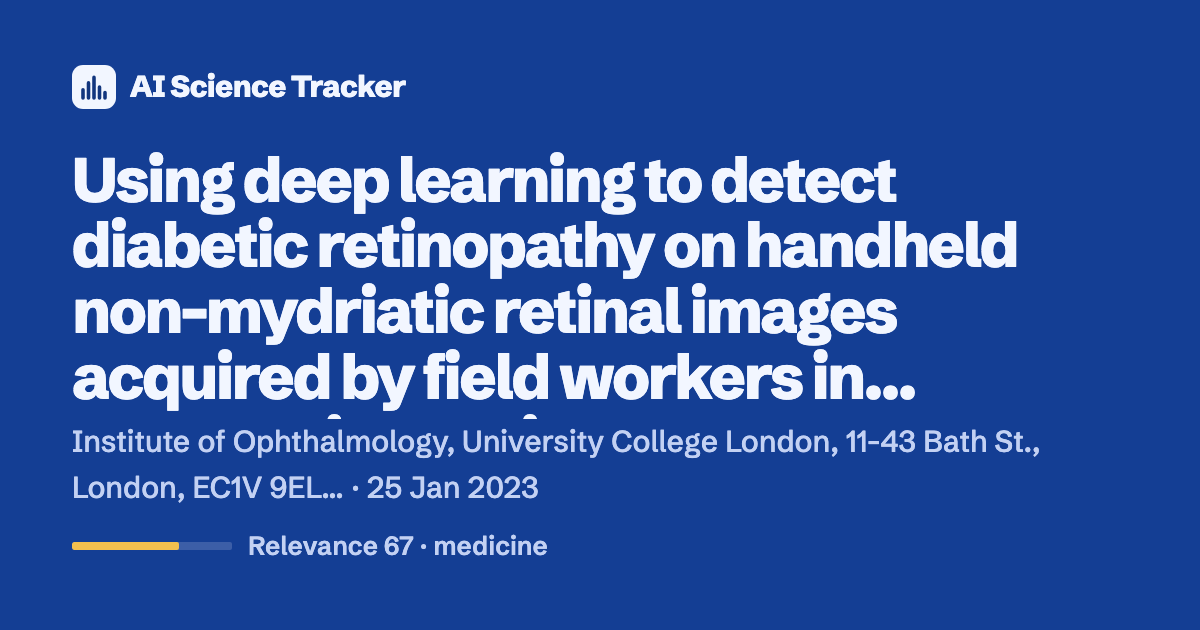 AI Science Tracker
Using deep learning to detect
diabetic retinopathy on handheld
non-mydriatic retinal images
acquired by field workers in...
Institute of Ophthalmology, University College London, 11-43 Bath St.,
London, EC1V 9EL... · 25 Jan 2023
Relevance 67 · medicine